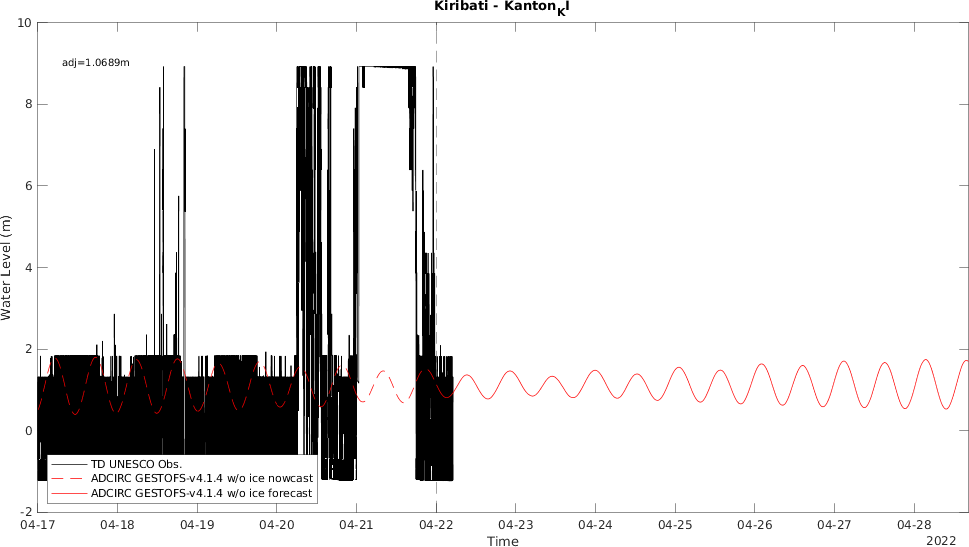 Kiribati - Kanton_KI
10
adj=1.0689m
8
6
4
2
0
-2
Water Level (m)
TD UNESCO Obs.
ADCIRC GESTOFS-v4.1.4 w/o ice nowcast
ADCIRC GESTOFS-v4.1.4 w/o ice forecast
04-17 04-18 04-19 04-20 04-21 04-22 04-23 04-24 04-25 04-26 04-27 04-28
Time
2022